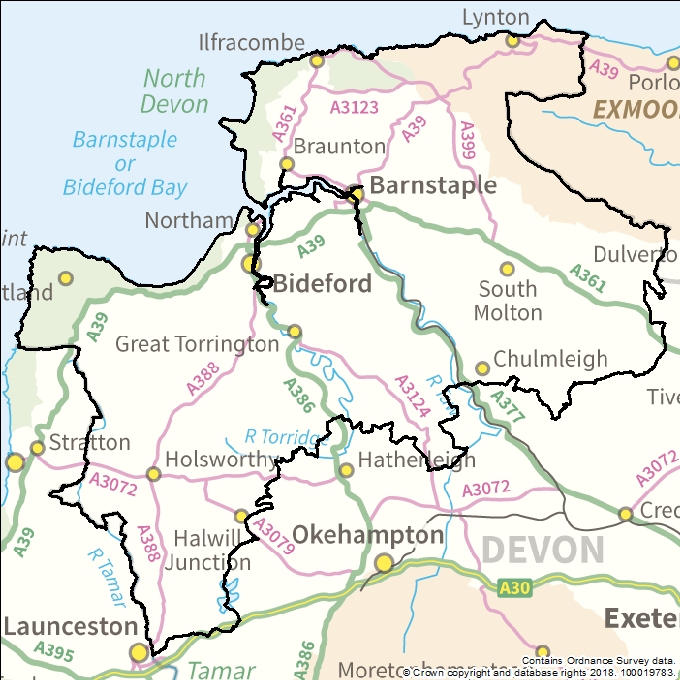 Lynton
Ilfracombe
A39
Porlo
North
Devon
A361
A3123
A39
A399
EXMOO
Barnstaple
or
Bideford Bay
Braunton
Barnstaple
Northam
int
A39
Dulverto
tland
Bideford
South
Molton
A361
A39
Great Torrington
A388
A386
A3124
R
Chulmleigh
A377
Tive
Stratton
R Torridge
Holsworthy
Hatherleigh
A3072
A3072
A3072
Cred
A39
A388
Halwill
Junction
A3079
Okehampton
DEVON
R Tamar
A30
Exeter
Launceston
A395
Tamar
A386
Moretonhampstead
Contains Ordnance Survey data.
© Crown copyright and database rights 2018. 100019783.